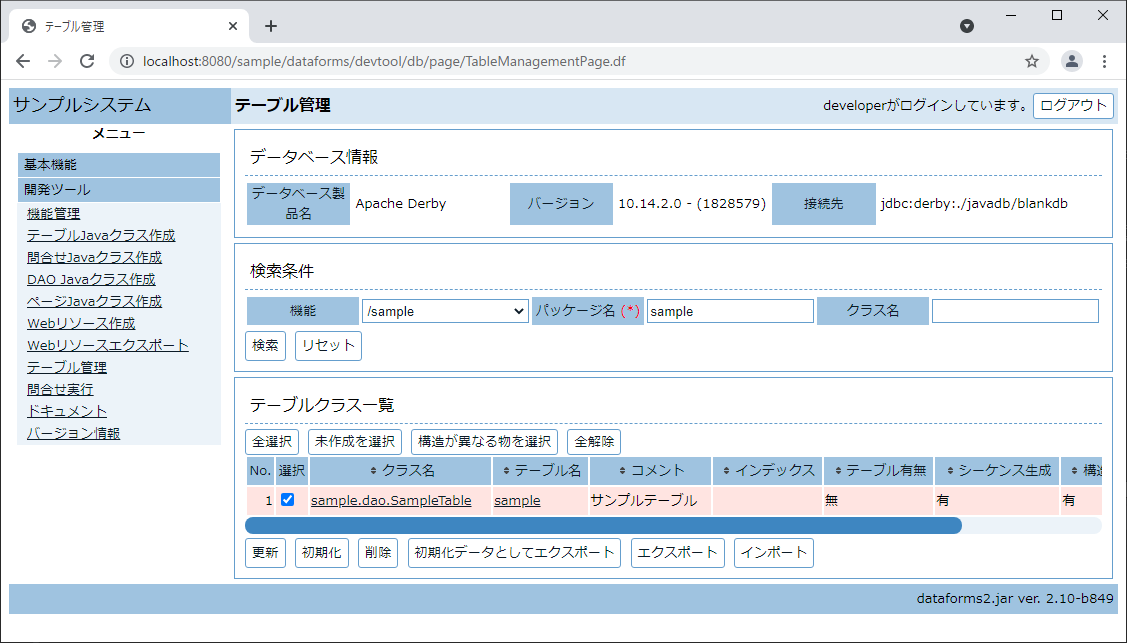 テーブル管理
localhost:8080/sample/dataforms/devtool/db/page/TableManagementPage.df
サンプルシステム
テーブル管理
developerがログインしています。 ログアウト
メニュー
基本機能
開発ツール
機能管理
テーブルJavaクラス作成
問合せJavaクラス作成
DAO Javaクラス作成
ページJavaクラス作成
Webリソース作成
Webリソースエクスポート
テーブル管理
問合せ実行
ドキュメント
バージョン情報
データベース情報
データベース製品名 Apache Derby バージョン 10.14.2.0 - (1828579) 接続先 jdbc:derby:./javadb/blankdb
検索条件
機能 /sample パッケージ名 (*) sample クラス名
検索 リセット
テーブルクラス一覧
全選択 未作成を選択 構造が異なる物を選択 全解除
No. 選択 クラス名 テーブル名 コメント インデックス テーブル有無 シーケンス生成 構造
1 sample.dao.SampleTable sample サンプルテーブル 無 有 有
更新 初期化 削除 初期化データとしてエクスポート エクスポート インポート
dataforms2.jar ver. 2.10-b849